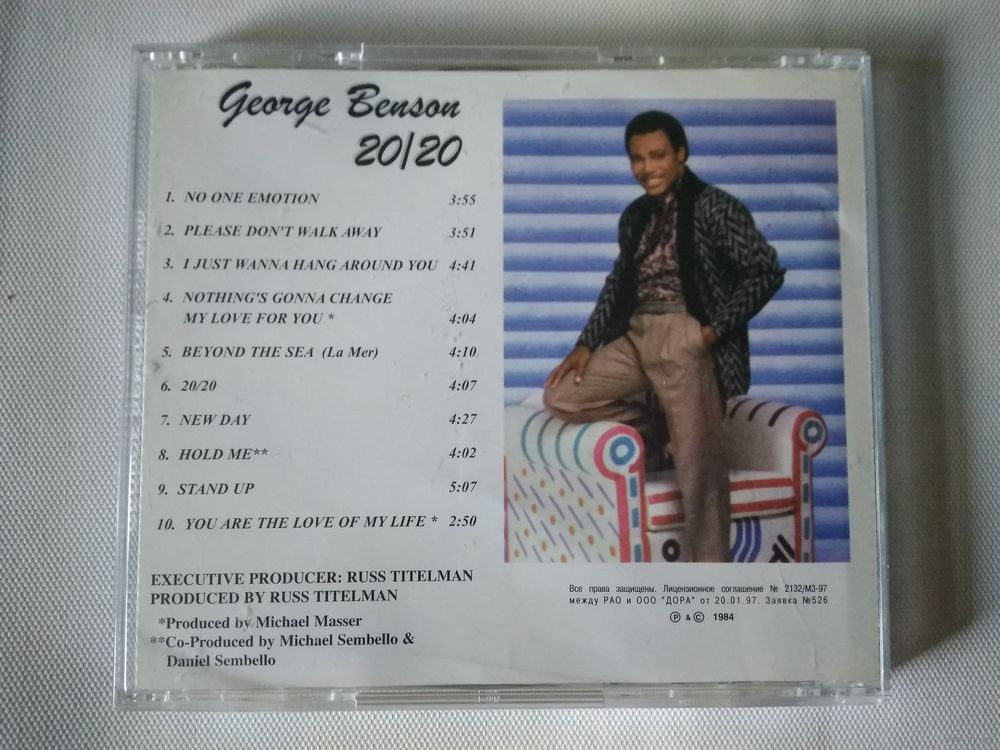 George Benson
20/20
1. NO ONE EMOTION 3:55
2. PLEASE DON'T WALK AWAY 3:51
3. I JUST WANNA HANG AROUND YOU 4:41
4. NOTHING'S GONNA CHANGE
MY LOVE FOR YOU * 4:04
5. BEYOND THE SEA (La Mer) 4:10
6. 20/20 4:07
7. NEW DAY 4:27
8. HOLD ME** 4:02
9. STAND UP 5:07
10. YOU ARE THE LOVE OF MY LIFE * 2:50
EXECUTIVE PRODUCER: RUSS TITELMAN
PRODUCED BY RUSS TITELMAN
*Produced by Michael Masser
**Co-Produced by Michael Sembello &
Daniel Sembello
Все права защищены. Лицензионное соглашение № 2132/МЗ-97
между РАО и ООО "ДОРА" от 20.01.97. Заявка №526
Ⓟ & © 1984